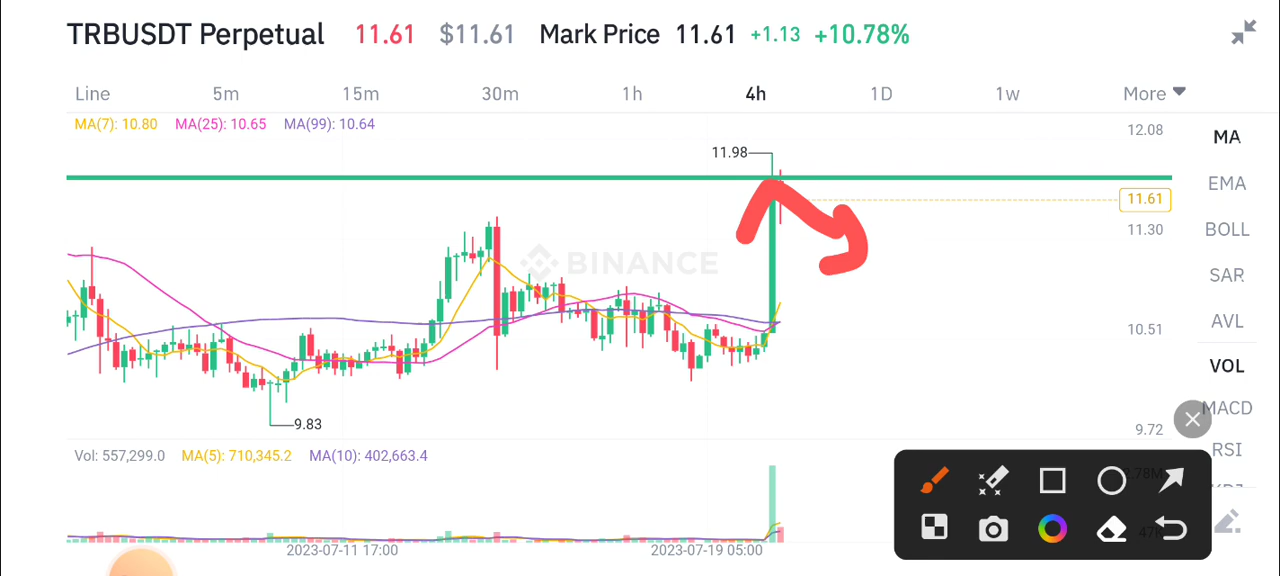 TRBUSDT Perpetual 11.61 $11.61 Mark Price 11.61 +1.13 +10.78%
Line 5m 15m 30m 1h 4h 1D 1w More
MA(7): 10.80 MA(25): 10.65 MA(99): 10.64
12.08
MA
11.98
EMA
11.61
11.30
BOLL
BINANCE
SAR
AVL
10.51
VOL
MACD
9.83
9.72
RSI
Vol: 557,299.0 MA(5): 710,345.2 MA(10): 402,663.4
2.78M
47K
2023-07-11 17:00 2023-07-19 05:00